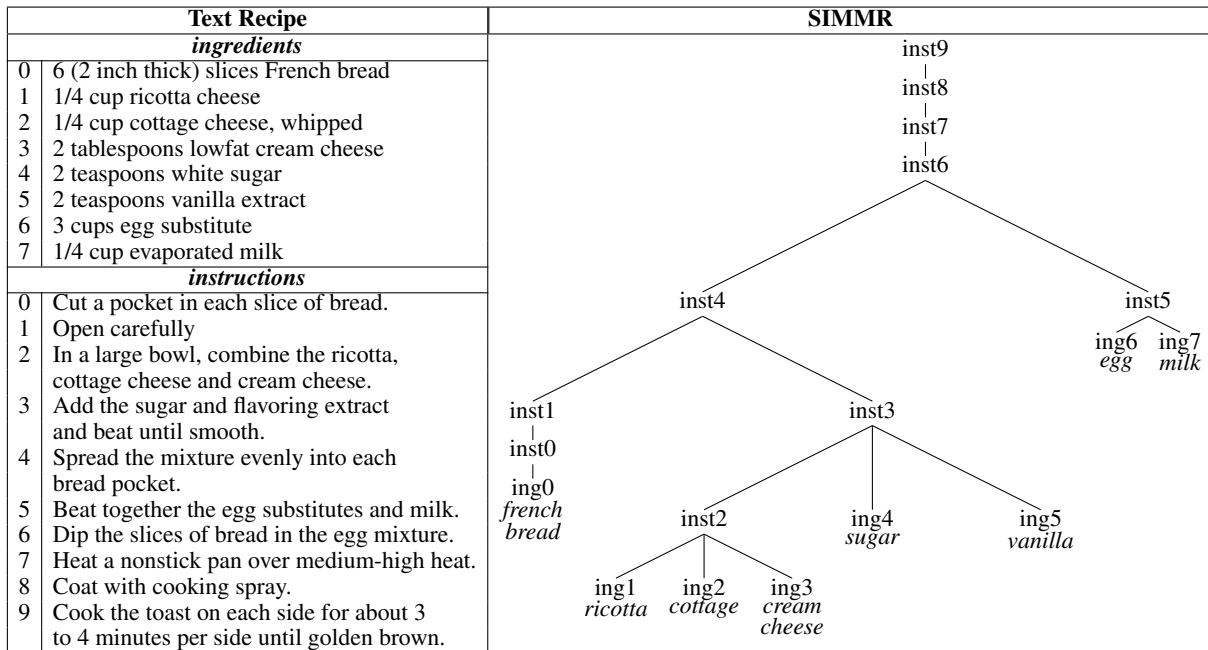 Text Recipe
ingredients
0 6 (2 inch thick) slices French bread
1 1/4 cup ricotta cheese
2 1/4 cup cottage cheese, whipped
3 2 tablespoons lowfat cream cheese
4 2 teaspoons white sugar
5 2 teaspoons vanilla extract
6 3 cups egg substitute
7 1/4 cup evaporated milk
instructions
0 Cut a pocket in each slice of bread.
1 Open carefully
2 In a large bowl, combine the ricotta,
cottage cheese and cream cheese.
3 Add the sugar and flavoring extract
and beat until smooth.
4 Spread the mixture evenly into each
bread pocket.
5 Beat together the egg substitutes and milk.
6 Dip the slices of bread in the egg mixture.
7 Heat a nonstick pan over medium-high heat.
8 Coat with cooking spray.
9 Cook the toast on each side for about 3
to 4 minutes per side until golden brown.
SIMMR
inst9
inst8
inst7
inst6
inst4 inst5
ing6 ing7
egg milk
inst1 inst3
inst0
ing0
french
bread
inst2 ing4 ing5
sugar vanilla
ing1 ing2 ing3
ricotta cottage cream
cheese